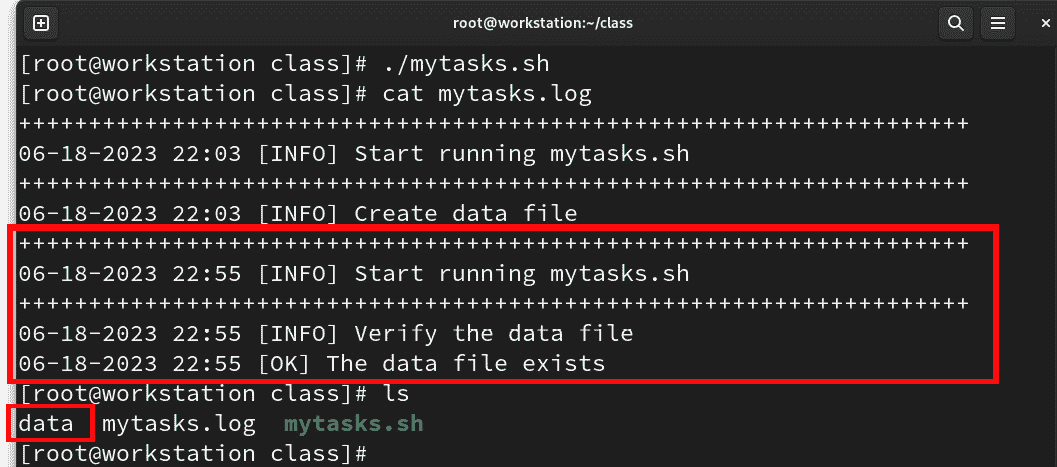 root@workstation:~/class
[root@workstation class]# ./mytasks.sh
[root@workstation class]# cat mytasks.log
++++++++++++++++++++++++++++++++++++++++++++++++++++++++++++++++++++
06-18-2023 22:03 [INFO] Start running mytasks.sh
++++++++++++++++++++++++++++++++++++++++++++++++++++++++++++++++++++
06-18-2023 22:03 [INFO] Create data file
++++++++++++++++++++++++++++++++++++++++++++++++++++++++++++++++++++
06-18-2023 22:55 [INFO] Start running mytasks.sh
++++++++++++++++++++++++++++++++++++++++++++++++++++++++++++++++++++
06-18-2023 22:55 [INFO] Verify the data file
06-18-2023 22:55 [OK] The data file exists
[root@workstation class]# ls
data  mytasks.log  mytasks.sh
[root@workstation class]#